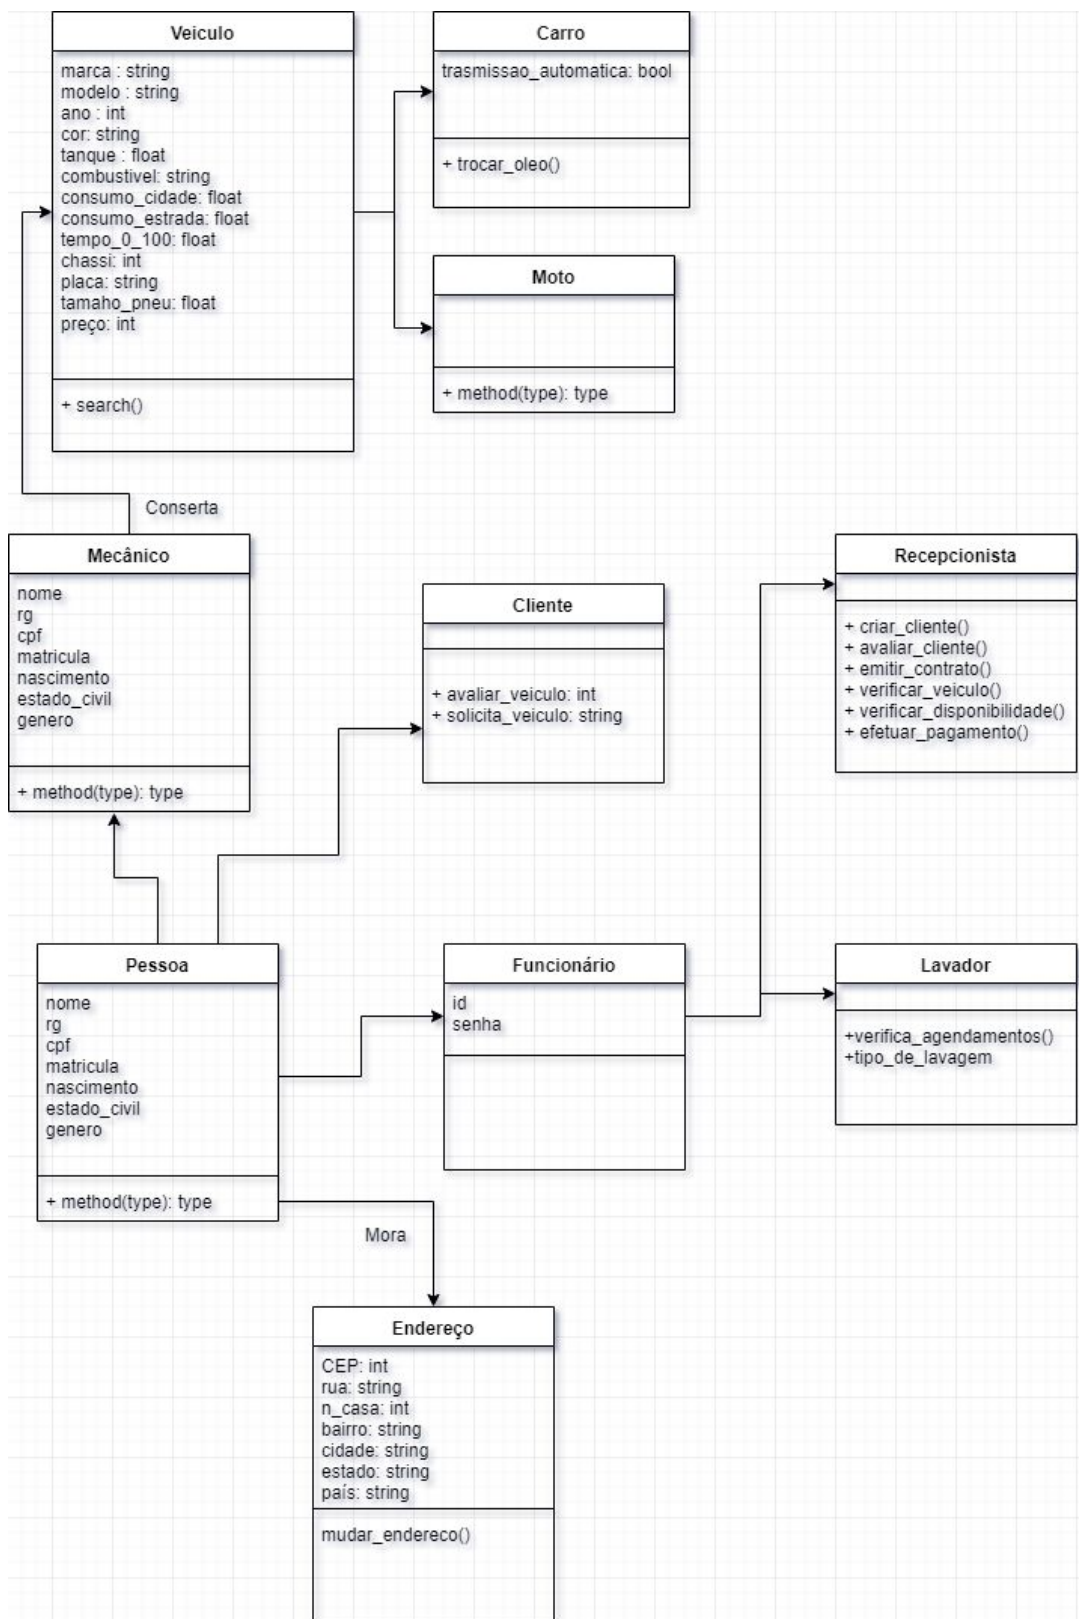 Veiculo
marca : string
modelo : string
ano : int
cor: string
tanque : float
combustivel: string
consumo_cidade: float
consumo_estrada: float
tempo_0_100: float
chassi: int
placa: string
tamaho_pneu: float
preço: int
+ search()
Carro
trasmissao_automatica: bool
+ trocar_oleo()
Moto
+ method(type): type
Conserta
Mecânico
nome
rg
cpf
matricula
nascimento
estado_civil
genero
+ method(type): type
Cliente
+ avaliar_veiculo: int
+ solicita_veiculo: string
Recepcionista
+ criar_cliente()
+ avaliar_cliente()
+ emitir_contrato()
+ verificar_veiculo()
+ verificar_disponibilidade()
+ efetuar_pagamento()
Pessoa
nome
rg
cpf
matricula
nascimento
estado_civil
genero
+ method(type): type
Funcionário
id
senha
Lavador
+verifica_agendamentos()
+tipo_de_lavagem
Mora
Endereço
CEP: int
rua: string
n_casa: int
bairro: string
cidade: string
estado: string
país: string
mudar_endereco()